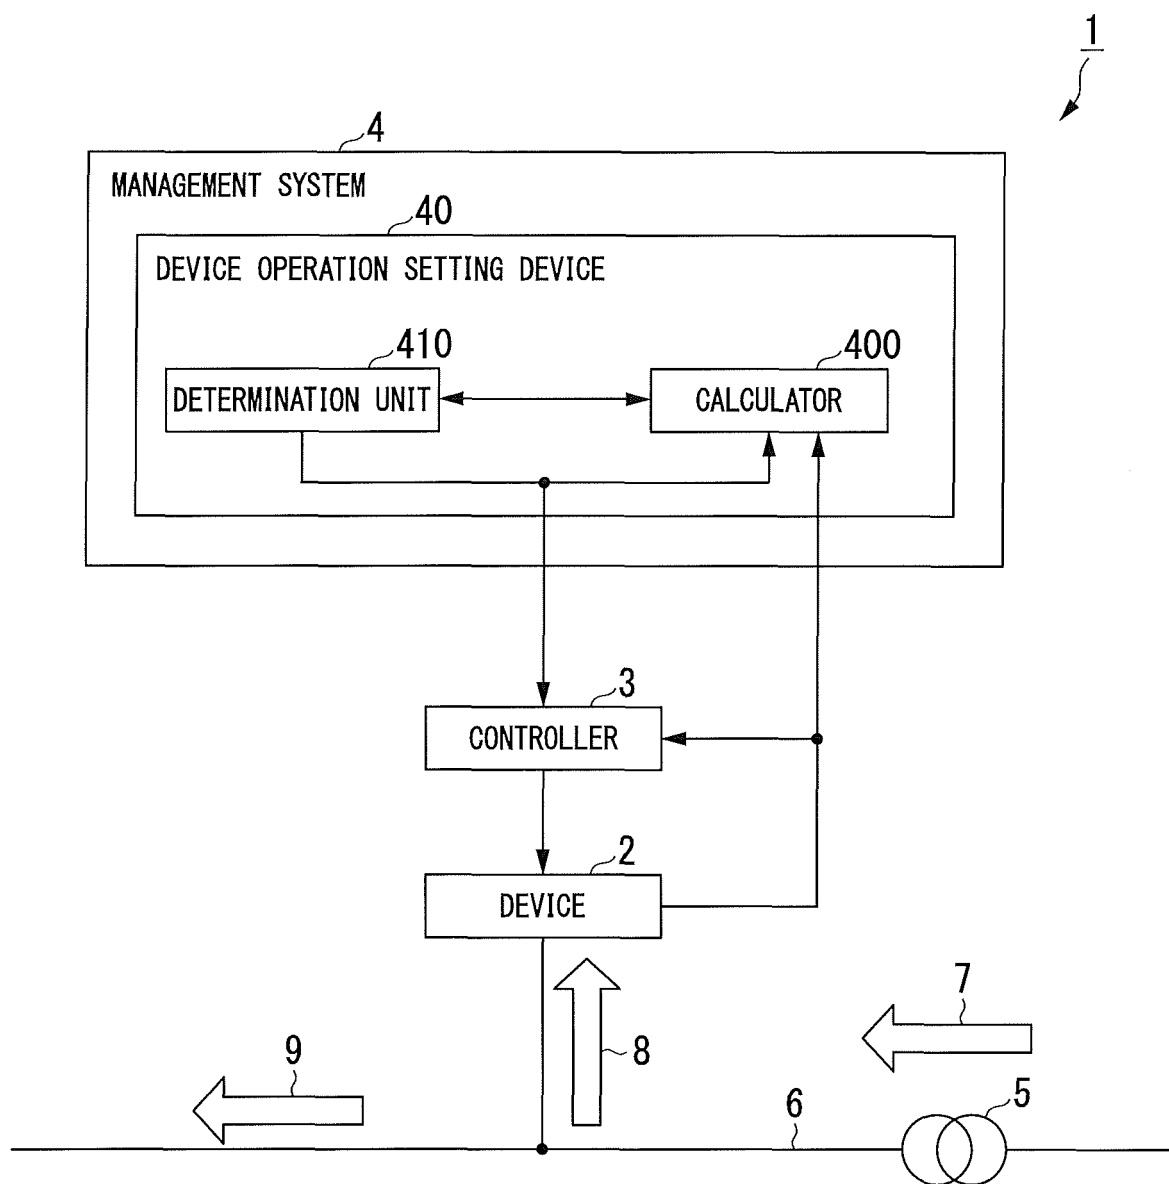 1
4
MANAGEMENT SYSTEM
40
DEVICE OPERATION SETTING DEVICE
410
400
DETERMINATION UNIT
CALCULATOR
3
CONTROLLER
2
DEVICE
7
8
9
6
5